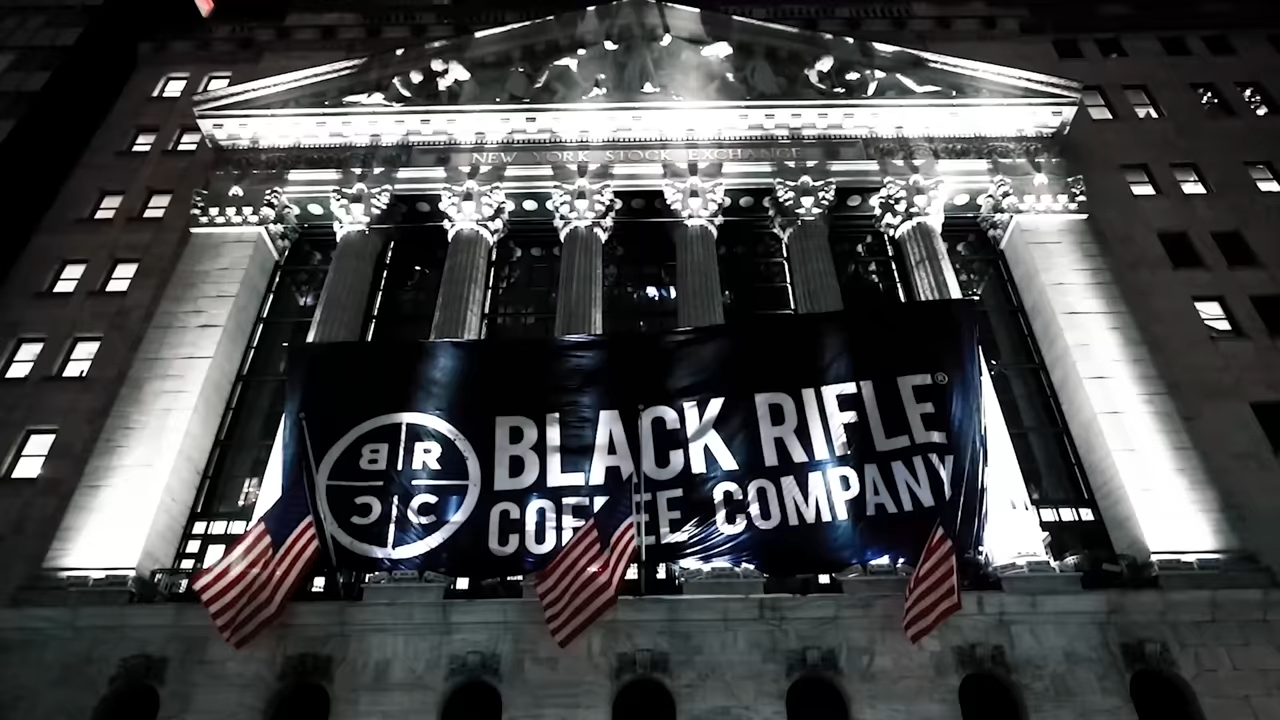 NEW YORK STOCK EXCHANGE
B R
C C
BLACK RIFLE®
COFFEE COMPANY